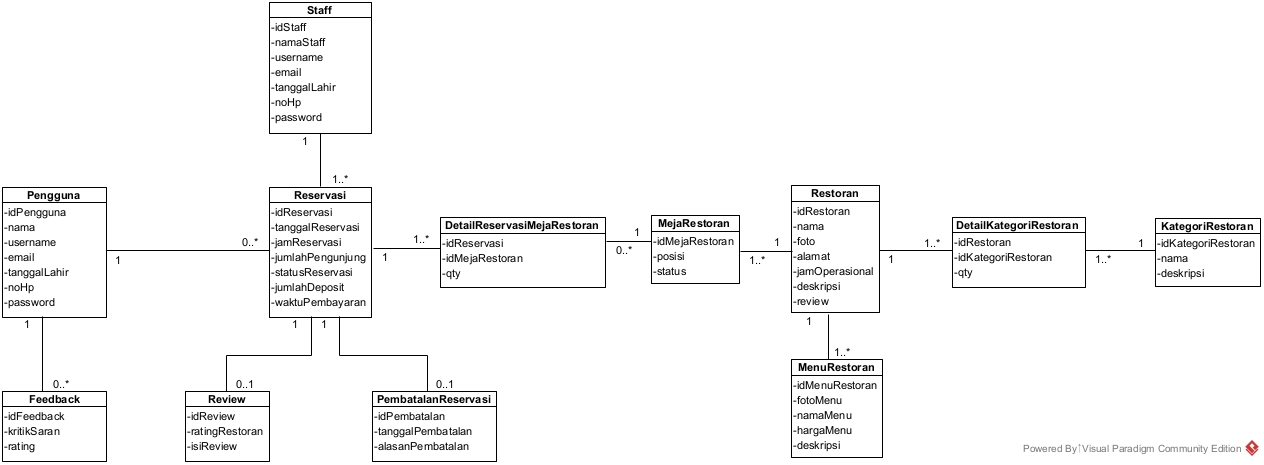 Staff
-idStaff
-namaStaff
-username
-email
-tanggalLahir
-noHp
-password
1
1..*
Pengguna
-idPengguna
-nama
-username
-email
-tanggalLahir
-noHp
-password
1
0..*
1
0..*
Reservasi
-idReservasi
-tanggalReservasi
-jamReservasi
-jumlahPengunjung
-statusReservasi
-jumlahDeposit
-waktuPembayaran
1
1..*
1
1
0..1
0..1
DetailReservasiMejaRestoran
-idReservasi
-idMejaRestoran
-qty
0..*
1
MejaRestoran
-idMejaRestoran
-posisi
-status
1..*
1
Restoran
-idRestoran
-nama
-foto
-alamat
-jamOperasional
-deskripsi
-review
1
1..*
1
1..*
DetailKategoriRestoran
-idRestoran
-idKategoriRestoran
-qty
1..*
1
KategoriRestoran
-idKategoriRestoran
-nama
-deskripsi
Feedback
-idFeedback
-kritikSaran
-rating
Review
-idReview
-ratingRestoran
-isiReview
PembatalanReservasi
-idPembatalan
-tanggalPembatalan
-alasanPembatalan
MenuRestoran
-idMenuRestoran
-fotoMenu
-namaMenu
-hargaMenu
-deskripsi
Powered By Visual Paradigm Community Edition